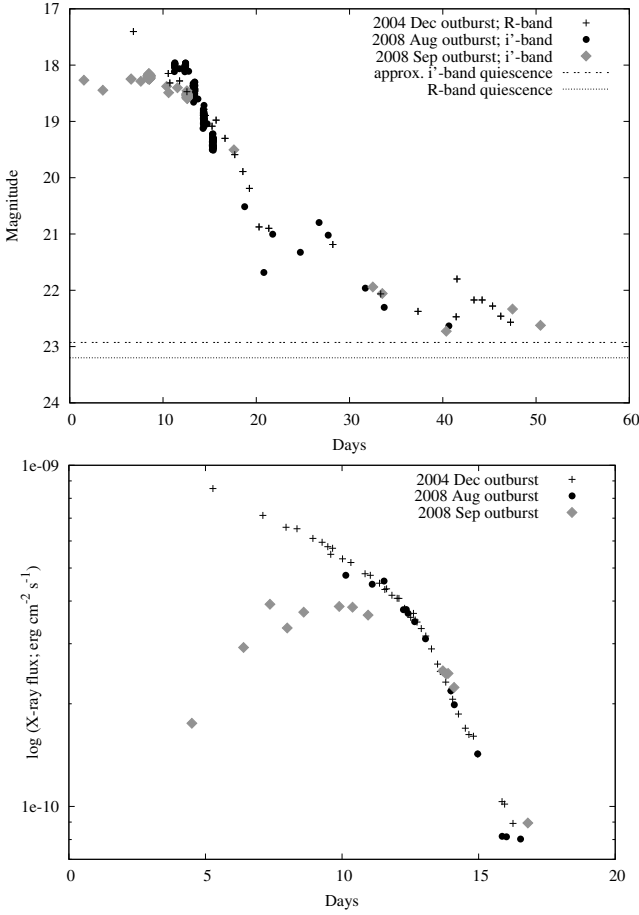 17
18
19
20
21
22
23
24
Magnitude
0 10 20 30 40 50 60
Days
2004 Dec outburst; R-band
2008 Aug outburst; i'-band
2008 Sep outburst; i'-band
approx. i'-band quiescence
R-band quiescence
1e-09
1e-10
log (X-ray flux; erg cm-2 s-1)
0 5 10 15 20
Days
2004 Dec outburst
2008 Aug outburst
2008 Sep outburst